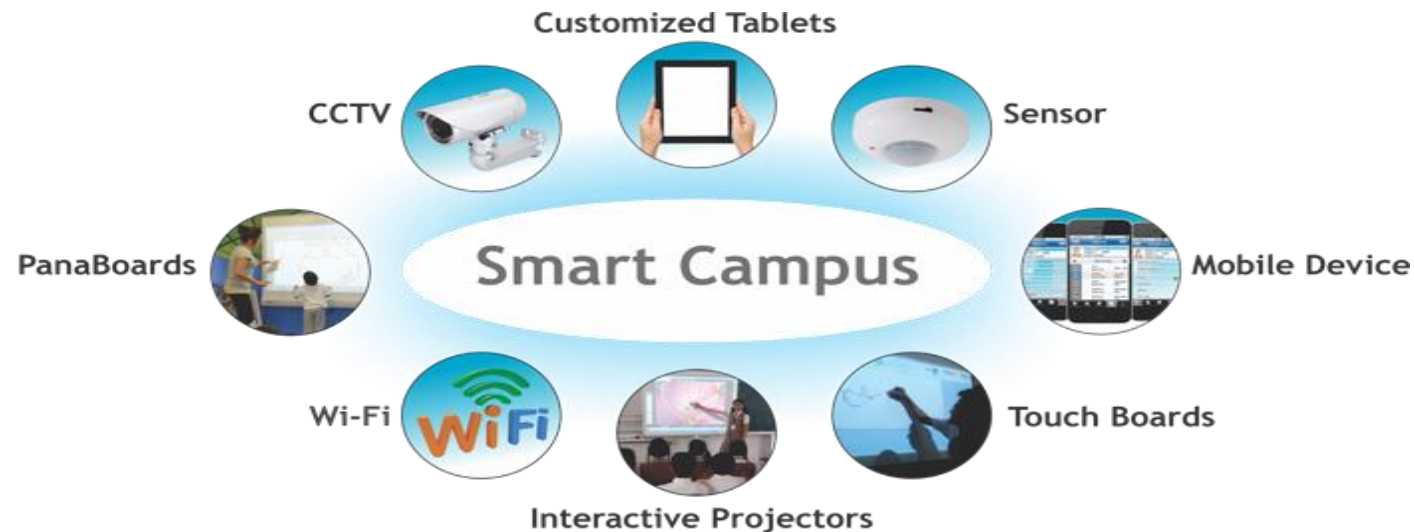 Customized Tablets
CCTV
Sensor
PanaBoards
Smart Campus
Mobile Device
Wi-Fi
WiFi
Touch Boards
Interactive Projectors